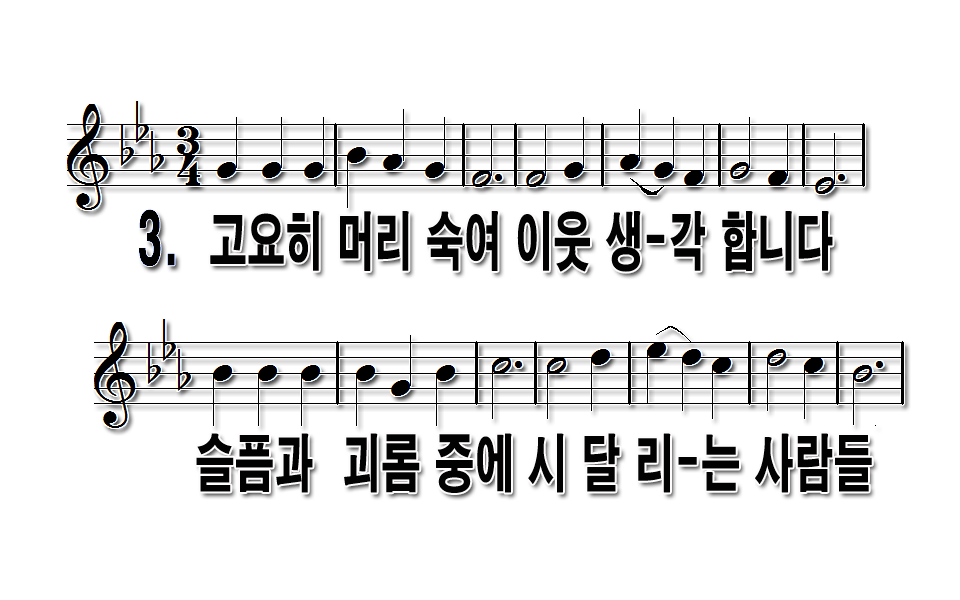 3. 고요히 머리 숙여 이웃 생-각 합니다
슬픔과 괴롬 중에 시 달 리-는 사람들